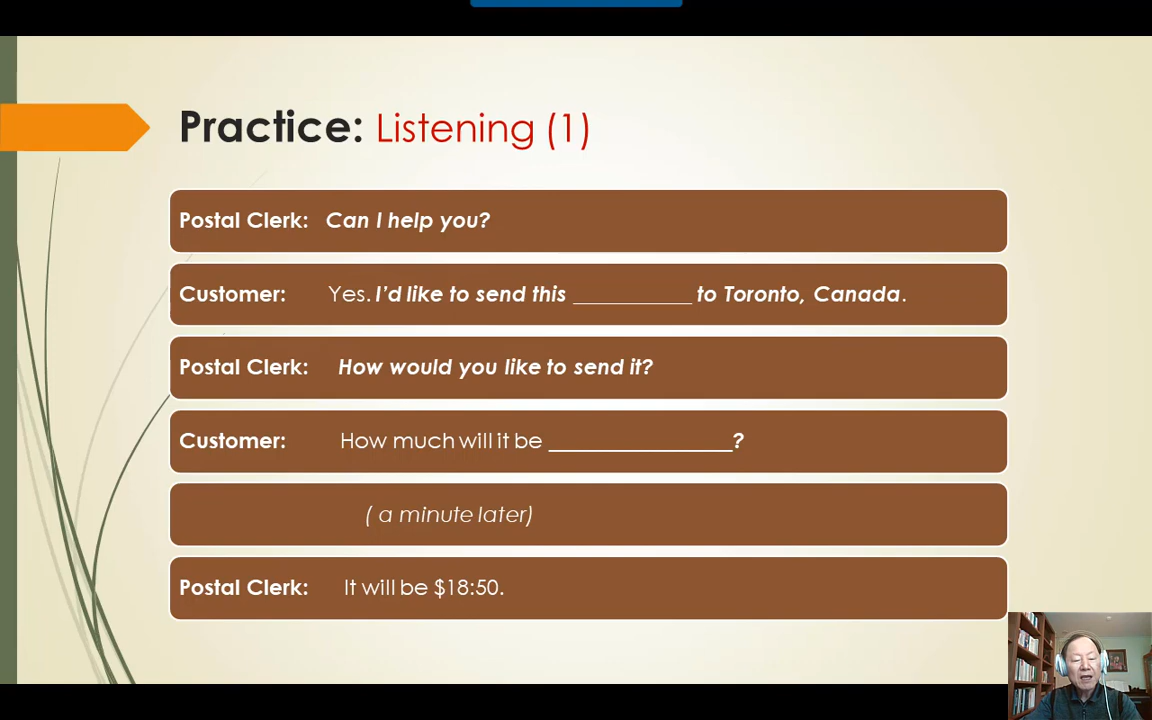 Practice: Listening (1)
Postal Clerk: Can I help you?
Customer: Yes. I'd like to send this __________ to Toronto, Canada.
Postal Clerk: How would you like to send it?
Customer: How much will it be ________________?
( a minute later)
Postal Clerk: It will be $18:50.